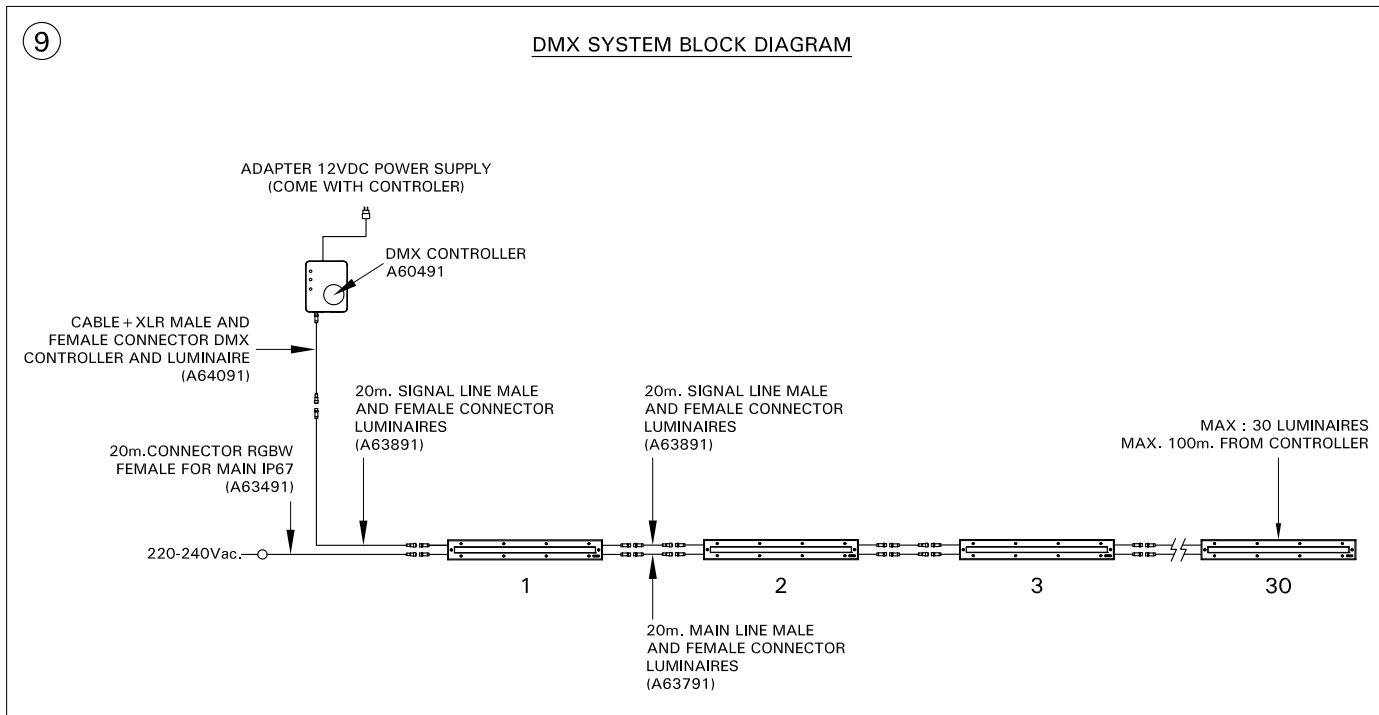 9
DMX SYSTEM BLOCK DIAGRAM
ADAPTER 12VDC POWER SUPPLY
(COME WITH CONTROLER)
DMX CONTROLLER
A60491
CABLE+XLR MALE AND
FEMALE CONNECTOR DMX
CONTROLLER AND LUMINAIRE
(A64091)
20m. SIGNAL LINE MALE
AND FEMALE CONNECTOR
LUMINAIRES
(A63891)
20m. SIGNAL LINE MALE
AND FEMALE CONNECTOR
LUMINAIRES
(A63891)
MAX : 30 LUMINAIRES
MAX. 100m. FROM CONTROLLER
20m.CONNECTOR RGBW
FEMALE FOR MAIN IP67
(A63491)
220-240Vac.
1
2
3
30
20m. MAIN LINE MALE
AND FEMALE CONNECTOR
LUMINAIRES
(A63791)